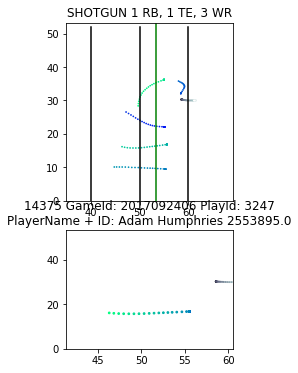 SHOTGUN 1 RB, 1 TE, 3 WR
50
40
30
20
10
0
40 50 60
14375 GameId: 2017092406 PlayId: 3247
PlayerName + ID: Adam Humphries 2553895.0
40
20
0
45 50 55 60